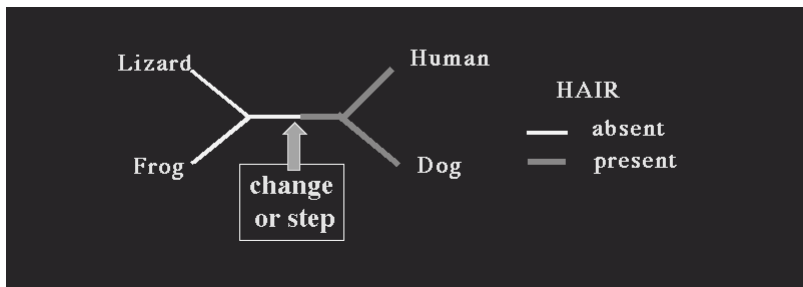 Lizard
Human
HAIR
absent
present
Frog
Dog
change
or step